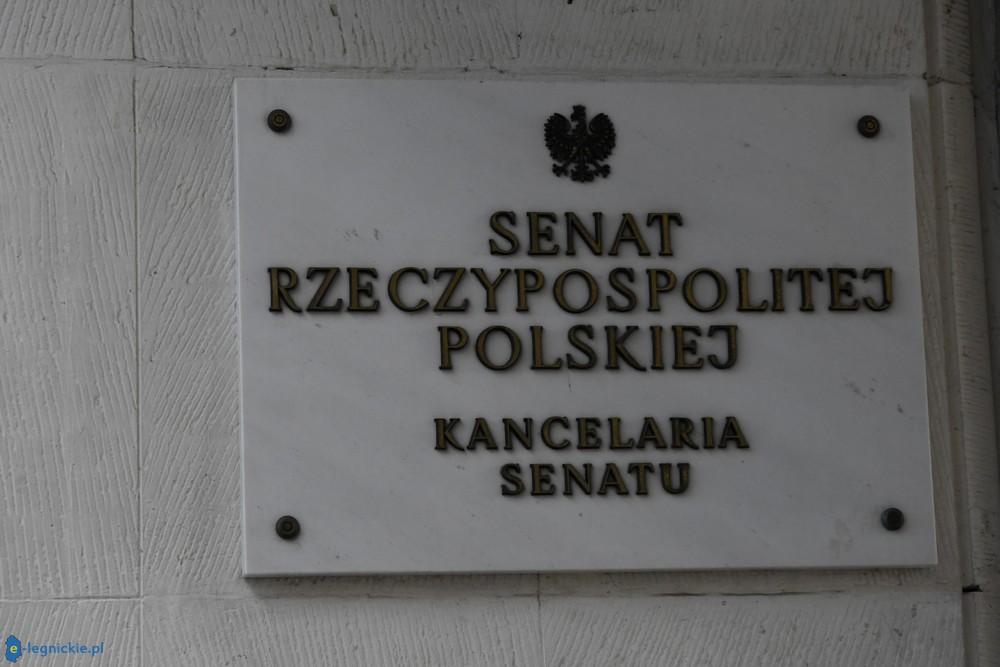 SENAT
RZECZYPOSPOLITEJ
POLSKIEJ
KANCELARIA
SENATU
e-legnickie.pl